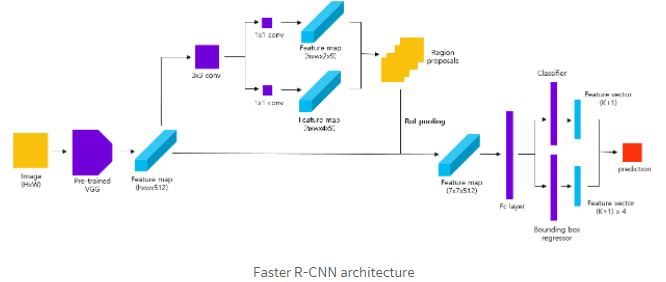 Image
(HxW)
Pre-trained
VGG
Feature map
(hxwx512)
3x3 conv
1x1 conv
Feature map
(hxwx2x9)
1x1 conv
Feature map
(hxwx4x9)
Region
proposals
RoI pooling
Feature map
(7x7x512)
Fc layer
Classifier
Feature vector
(K+1)
Bounding box
regressor
Feature vector
(K+1) x 4
prediction
Faster R-CNN architecture